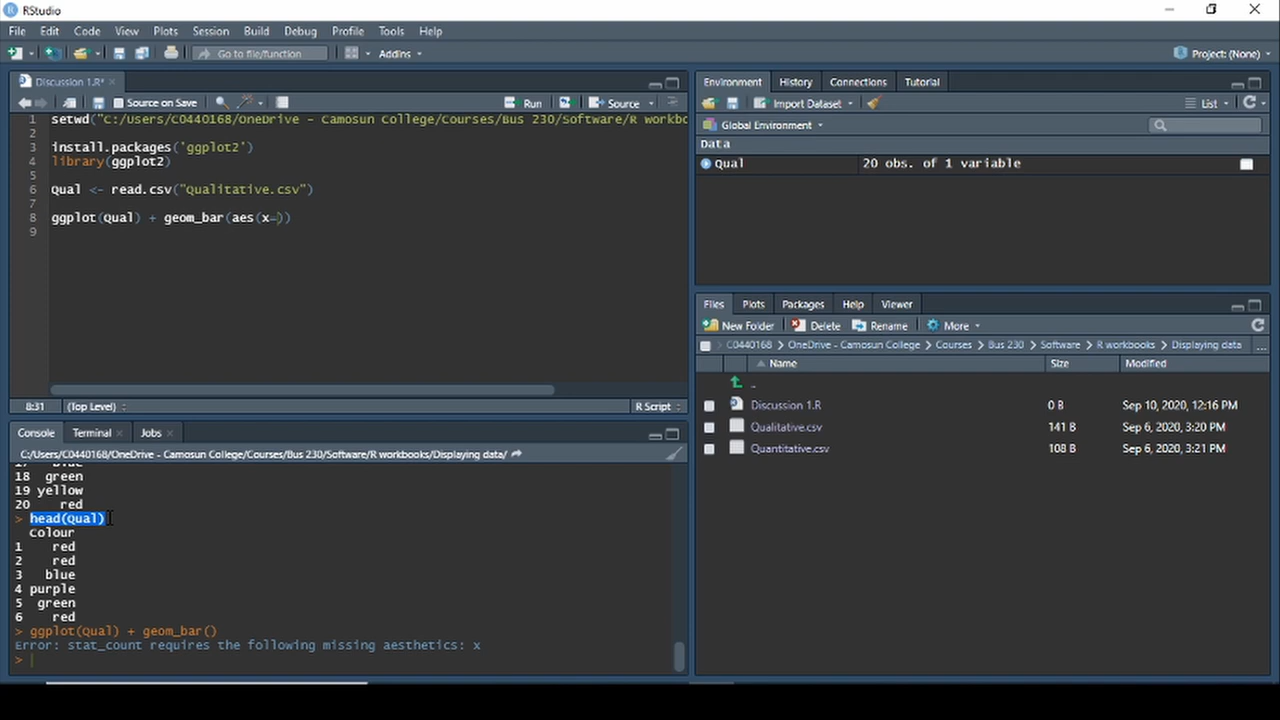 RStudio
File Edit Code View Plots Session Build Debug Profile Tools Help
Go to file/function Addins Project: (None)
Discussion 1.R*
Source on Save Run Source
1 setwd("C:/Users/C0440168/OneDrive - Camosun College/Courses/Bus 230/Software/R workbo
2
3 install.packages('ggplot2')
4 library(ggplot2)
5
6 Qual <- read.csv("Qualitative.csv")
7
8 ggplot(Qual) + geom_bar(aes(x=))
9
8:31 (Top Level) R Script
Console Terminal Jobs
C:/Users/C0440168/OneDrive - Camosun College/Courses/Bus 230/Software/R workbooks/Displaying data/
17 blue
18 green
19 yellow
20 red
> head(Qual)
colour
1 red
2 red
3 blue
4 purple
5 green
6 red
> ggplot(Qual) + geom_bar()
Error: stat_count requires the following missing aesthetics: x
>
Environment History Connections Tutorial
Import Dataset List
Global Environment
Data
Qual 20 obs. of 1 variable
Files Plots Packages Help Viewer
New Folder Delete Rename More
C0440168 > OneDrive - Camosun College > Courses > Bus 230 > Software > R workbooks > Displaying data ...
Name Size Modified
..
Discussion 1.R 0 B Sep 10, 2020, 12:16 PM
Qualitative.csv 141 B Sep 6, 2020, 3:20 PM
Quantitative.csv 108 B Sep 6, 2020, 3:21 PM